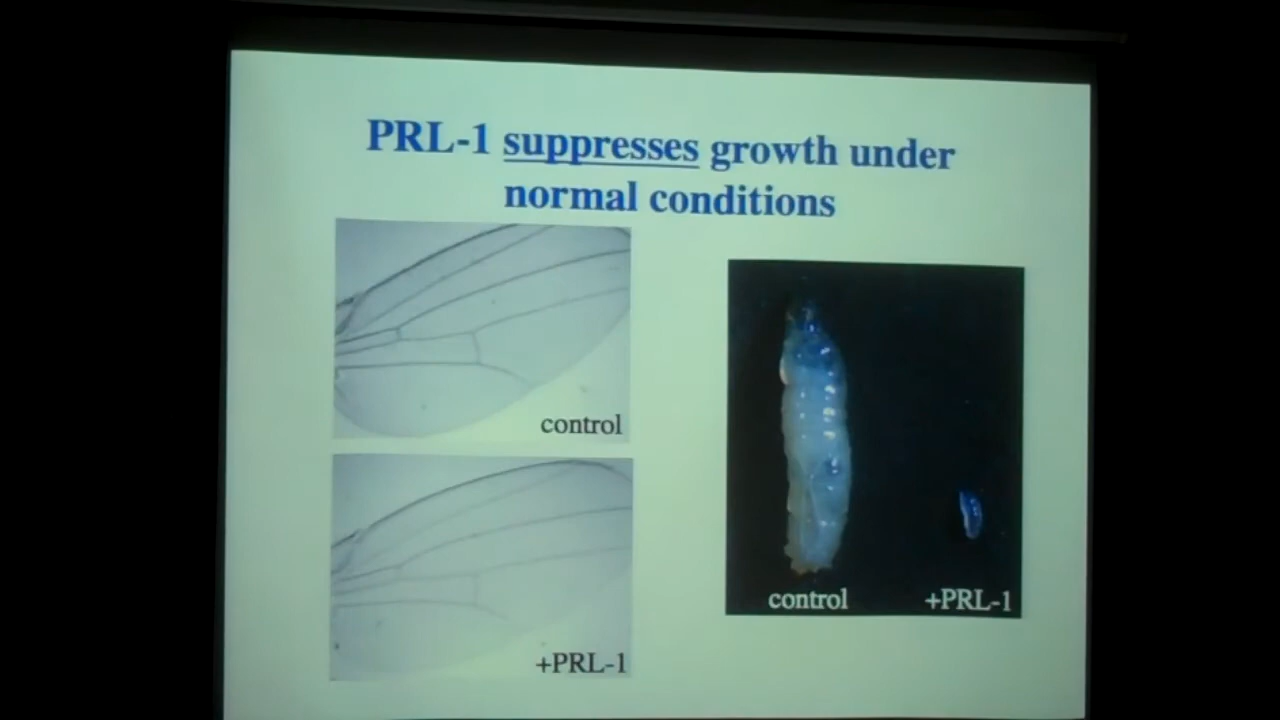 PRL-1 suppresses growth under
normal conditions
control
+PRL-1
control
+PRL-1